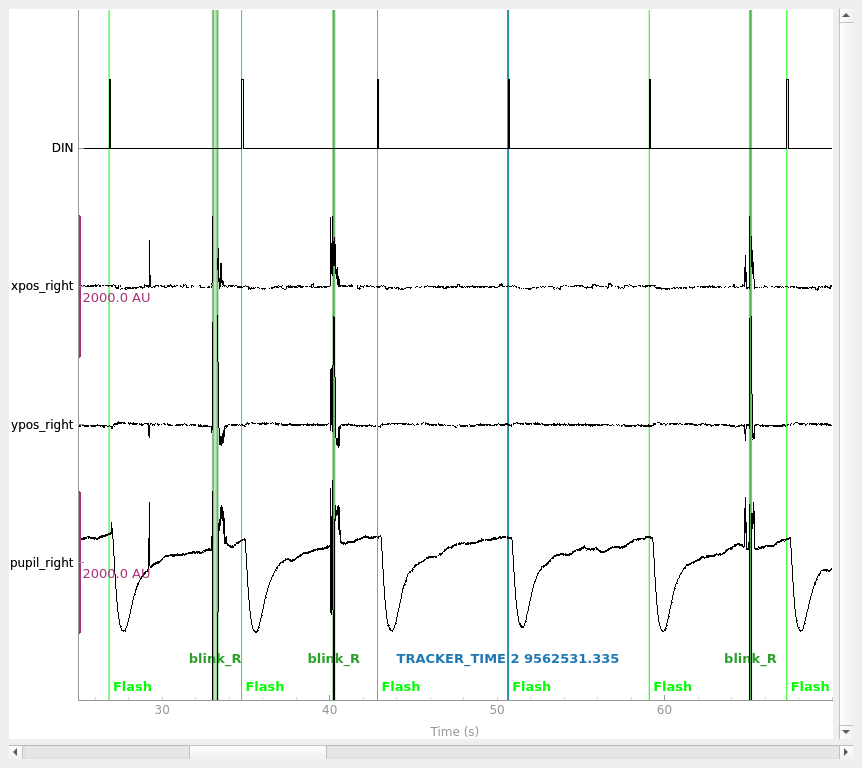 DIN
xpos_right
2000.0 AU
ypos_right
pupil_right
2000.0 AU
blink_R blink_R TRACKER_TIME 2 9562531.335 blink_R
Flash Flash Flash Flash Flash Flash
30 40 50 60
Time (s)